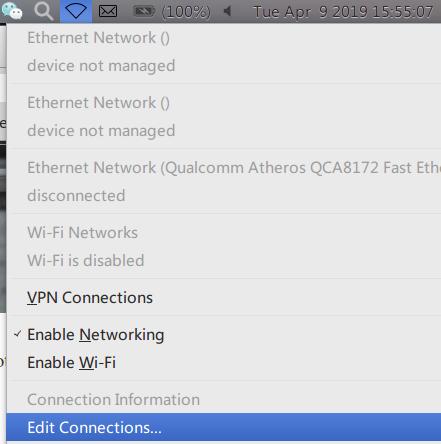 (100%) Tue Apr 9 2019 15:55:07
Ethernet Network ()
device not managed
Ethernet Network ()
device not managed
Ethernet Network (Qualcomm Atheros QCA8172 Fast Ethe
disconnected
Wi-Fi Networks
Wi-Fi is disabled
VPN Connections
Enable Networking
Enable Wi-Fi
Connection Information
Edit Connections...